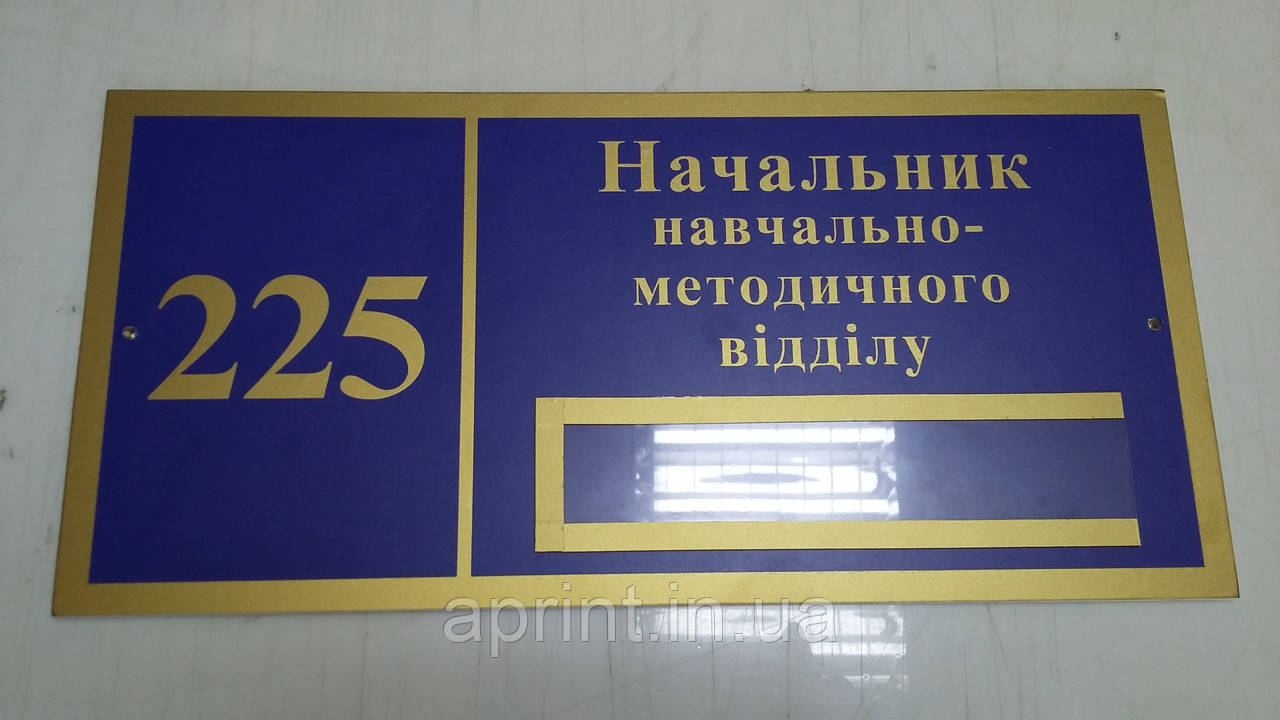 225
Начальник
навчально-
методичного
відділу
aprint.in.ua